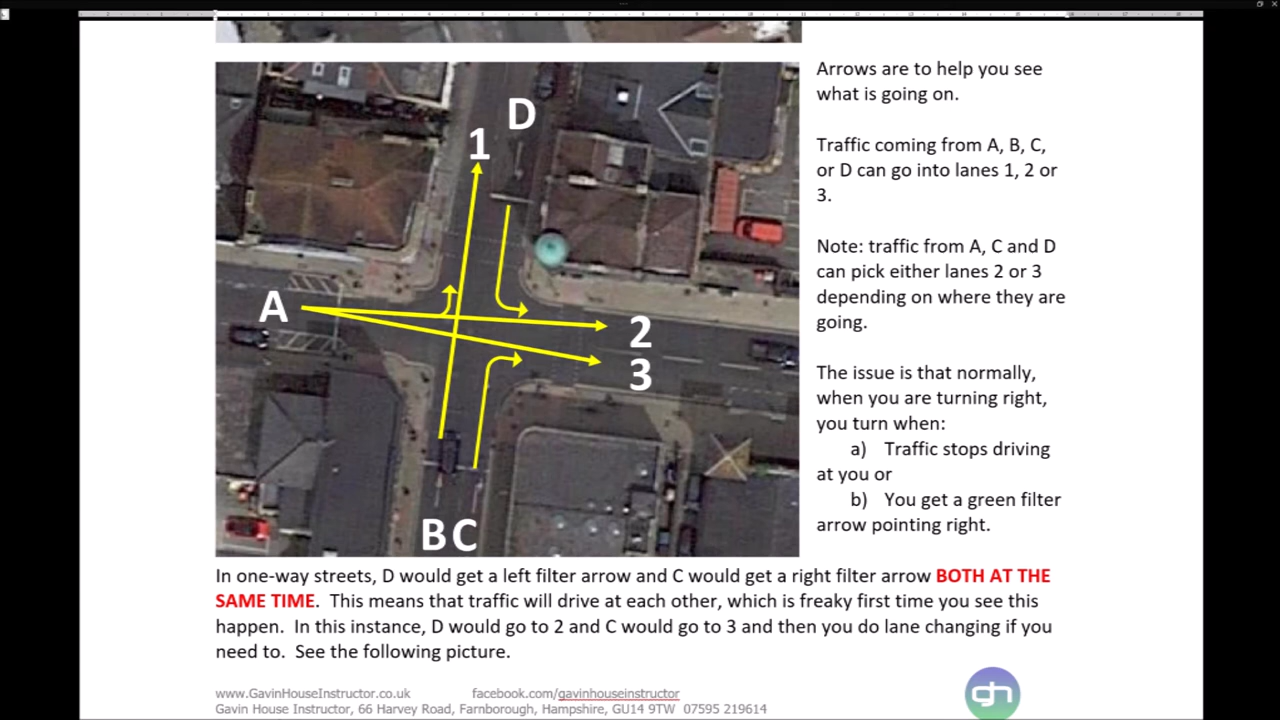 D
1
A
2
3
B C
Arrows are to help you see
what is going on.
Traffic coming from A, B, C,
or D can go into lanes 1, 2 or
3.
Note: traffic from A, C and D
can pick either lanes 2 or 3
depending on where they are
going.
The issue is that normally,
when you are turning right,
you turn when:
a) Traffic stops driving
at you or
b) You get a green filter
arrow pointing right.
In one-way streets, D would get a left filter arrow and C would get a right filter arrow BOTH AT THE
SAME TIME. This means that traffic will drive at each other, which is freaky first time you see this
happen. In this instance, D would go to 2 and C would go to 3 and then you do lane changing if you
need to. See the following picture.
www.GavinHouseInstructor.co.uk facebook.com/gavinhouseinstructor
Gavin House Instructor, 66 Harvey Road, Farnborough, Hampshire, GU14 9TW 07595 219614
gh